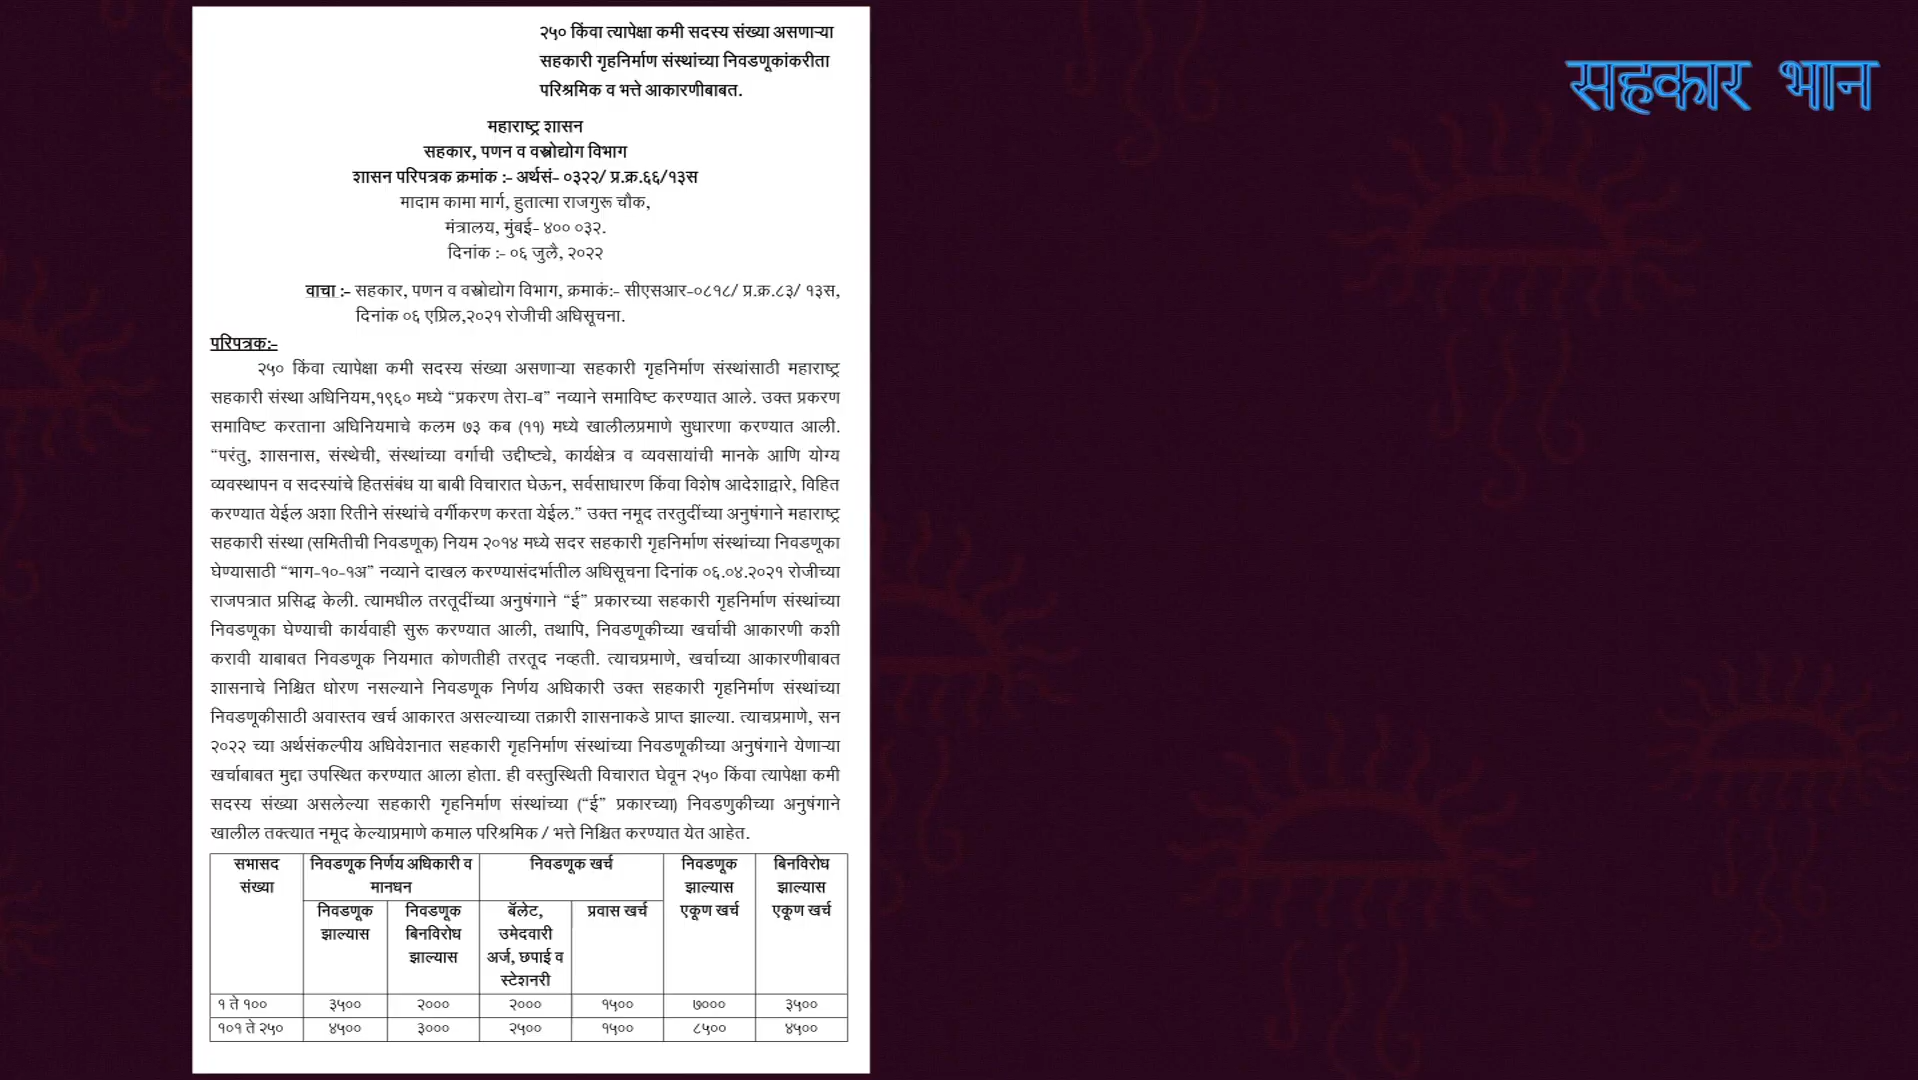 २५० किंवा त्यापेक्षा कमी सदस्य संख्या असणाऱ्या
सहकारी गृहनिर्माण संस्थांच्या निवडणूकांकरीता
परिश्रमिक व भत्ते आकारणीबाबत.
सहकार भान
महाराष्ट्र शासन
सहकार, पणन व वस्त्रोद्योग विभाग
शासन परिपत्रक क्रमांक :- अर्थसं- ०३२२/ प्र.क्र.६६/१३स
मादाम कामा मार्ग, हुतात्मा राजगुरू चौक,
मंत्रालय, मुंबई- ४०० ०३२.
दिनांक :- ०६ जुलै, २०२२
वाचा :- सहकार, पणन व वस्त्रोद्योग विभाग, क्रमाकं:- सीएसआर-०८१८/ प्र.क्र.८३/ १३स,
दिनांक ०६ एप्रिल,२०२१ रोजीची अधिसूचना.
परिपत्रक:-
२५० किंवा त्यापेक्षा कमी सदस्य संख्या असणाऱ्या सहकारी गृहनिर्माण संस्थांसाठी महाराष्ट्र
सहकारी संस्था अधिनियम,१९६० मध्ये “प्रकरण तेरा-ब” नव्याने समाविष्ट करण्यात आले. उक्त प्रकरण
समाविष्ट करताना अधिनियमाचे कलम ७३ कब (११) मध्ये खालीलप्रमाणे सुधारणा करण्यात आली.
“परंतु, शासनास, संस्थेची, संस्थांच्या वर्गाची उद्दीष्ट्ये, कार्यक्षेत्र व व्यवसायांची मानके आणि योग्य
व्यवस्थापन व सदस्यांचे हितसंबंध या बाबी विचारात घेऊन, सर्वसाधारण किंवा विशेष आदेशाद्वारे, विहित
करण्यात येईल अशा रितीने संस्थांचे वर्गीकरण करता येईल.” उक्त नमूद तरतुदींच्या अनुषंगाने महाराष्ट्र
सहकारी संस्था (समितीची निवडणूक) नियम २०१४ मध्ये सदर सहकारी गृहनिर्माण संस्थांच्या निवडणूका
घेण्यासाठी “भाग-१०-१अ” नव्याने दाखल करण्यासंदर्भातील अधिसूचना दिनांक ०६.०४.२०२१ रोजीच्या
राजपत्रात प्रसिद्ध केली. त्यामधील तरतूदींच्या अनुषंगाने “ई” प्रकारच्या सहकारी गृहनिर्माण संस्थांच्या
निवडणूका घेण्याची कार्यवाही सुरू करण्यात आली, तथापि, निवडणूकीच्या खर्चाची आकारणी कशी
करावी याबाबत निवडणूक नियमात कोणतीही तरतूद नव्हती. त्याचप्रमाणे, खर्चाच्या आकारणीबाबत
शासनाचे निश्चित धोरण नसल्याने निवडणूक निर्णय अधिकारी उक्त सहकारी गृहनिर्माण संस्थांच्या
निवडणूकीसाठी अवास्तव खर्च आकारत असल्याच्या तक्रारी शासनाकडे प्राप्त झाल्या. त्याचप्रमाणे, सन
२०२२ च्या अर्थसंकल्पीय अधिवेशनात सहकारी गृहनिर्माण संस्थांच्या निवडणूकीच्या अनुषंगाने येणाऱ्या
खर्चाबाबत मुद्दा उपस्थित करण्यात आला होता. ही वस्तुस्थिती विचारात घेवून २५० किंवा त्यापेक्षा कमी
सदस्य संख्या असलेल्या सहकारी गृहनिर्माण संस्थांच्या (“ई” प्रकारच्या) निवडणुकीच्या अनुषंगाने
खालील तक्त्यात नमूद केल्याप्रमाणे कमाल परिश्रमिक / भत्ते निश्चित करण्यात येत आहेत.
सभासद निवडणूक निर्णय अधिकारी व निवडणूक खर्च निवडणूक बिनविरोध
संख्या मानघन झाल्यास झाल्यास
निवडणूक निवडणूक बॅलेट, प्रवास खर्च एकूण खर्च एकूण खर्च
झाल्यास बिनविरोध उमेदवारी
झाल्यास अर्ज, छपाई व
स्टेशनरी
१ ते १०० ३५०० २००० २००० १५०० ७००० ३५००
१०१ ते २५० ४५०० ३००० २५०० १५०० ८५०० ४५००